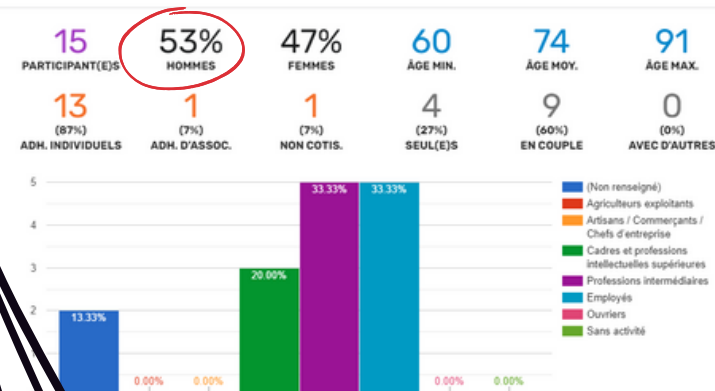 15 53% 47% 60 74 91
PARTICIPANT(E)S HOMMES FEMMES ÂGE MIN. ÂGE MOY. ÂGE MAX.
13 1 1 4 9 0
(87%) (7%) (7%) (27%) (60%) (0%)
ADH. INDIVIDUELS ADH. D'ASSOC. NON COTIS. SEUL(E)S EN COUPLE AVEC D'AUTRES
5
4
3
2
13.33%
0.00%
0.00%
20.00%
33.33%
33.33%
0.00%
0.00%
(Non renseigné)
Agriculteurs exploitants
Artisans / Commerçants /
Chefs d'entreprise
Cadres et professions
intellectuelles supérieures
Professions intermédiaires
Employés
Ouvriers
Sans activité